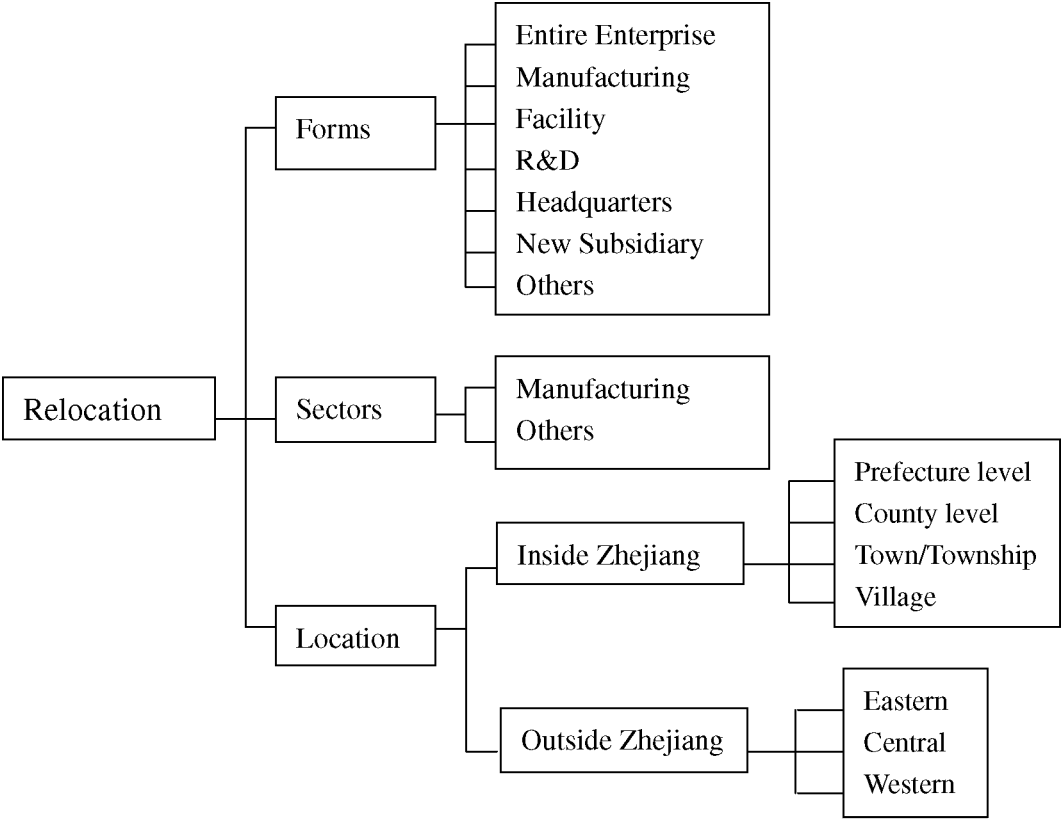 Relocation
Forms
Entire Enterprise
Manufacturing
Facility
R&D
Headquarters
New Subsidiary
Others
Sectors
Manufacturing
Others
Location
Inside Zhejiang
Prefecture level
County level
Town/Township
Village
Outside Zhejiang
Eastern
Central
Western